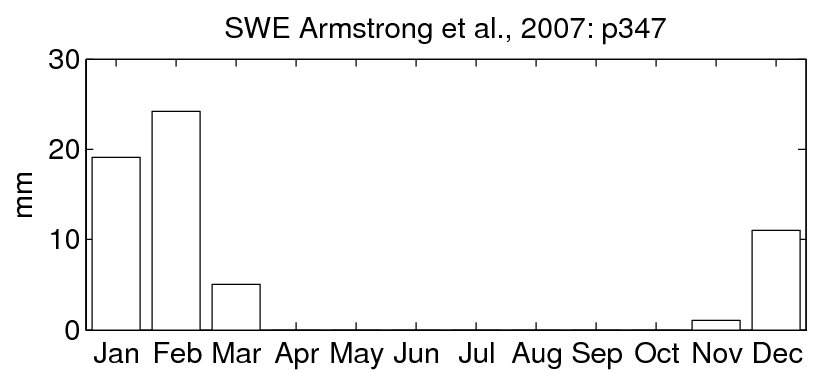 SWE Armstrong et al., 2007: p347
30
20
10
0
mm
Jan Feb Mar Apr May Jun Jul Aug Sep Oct Nov Dec